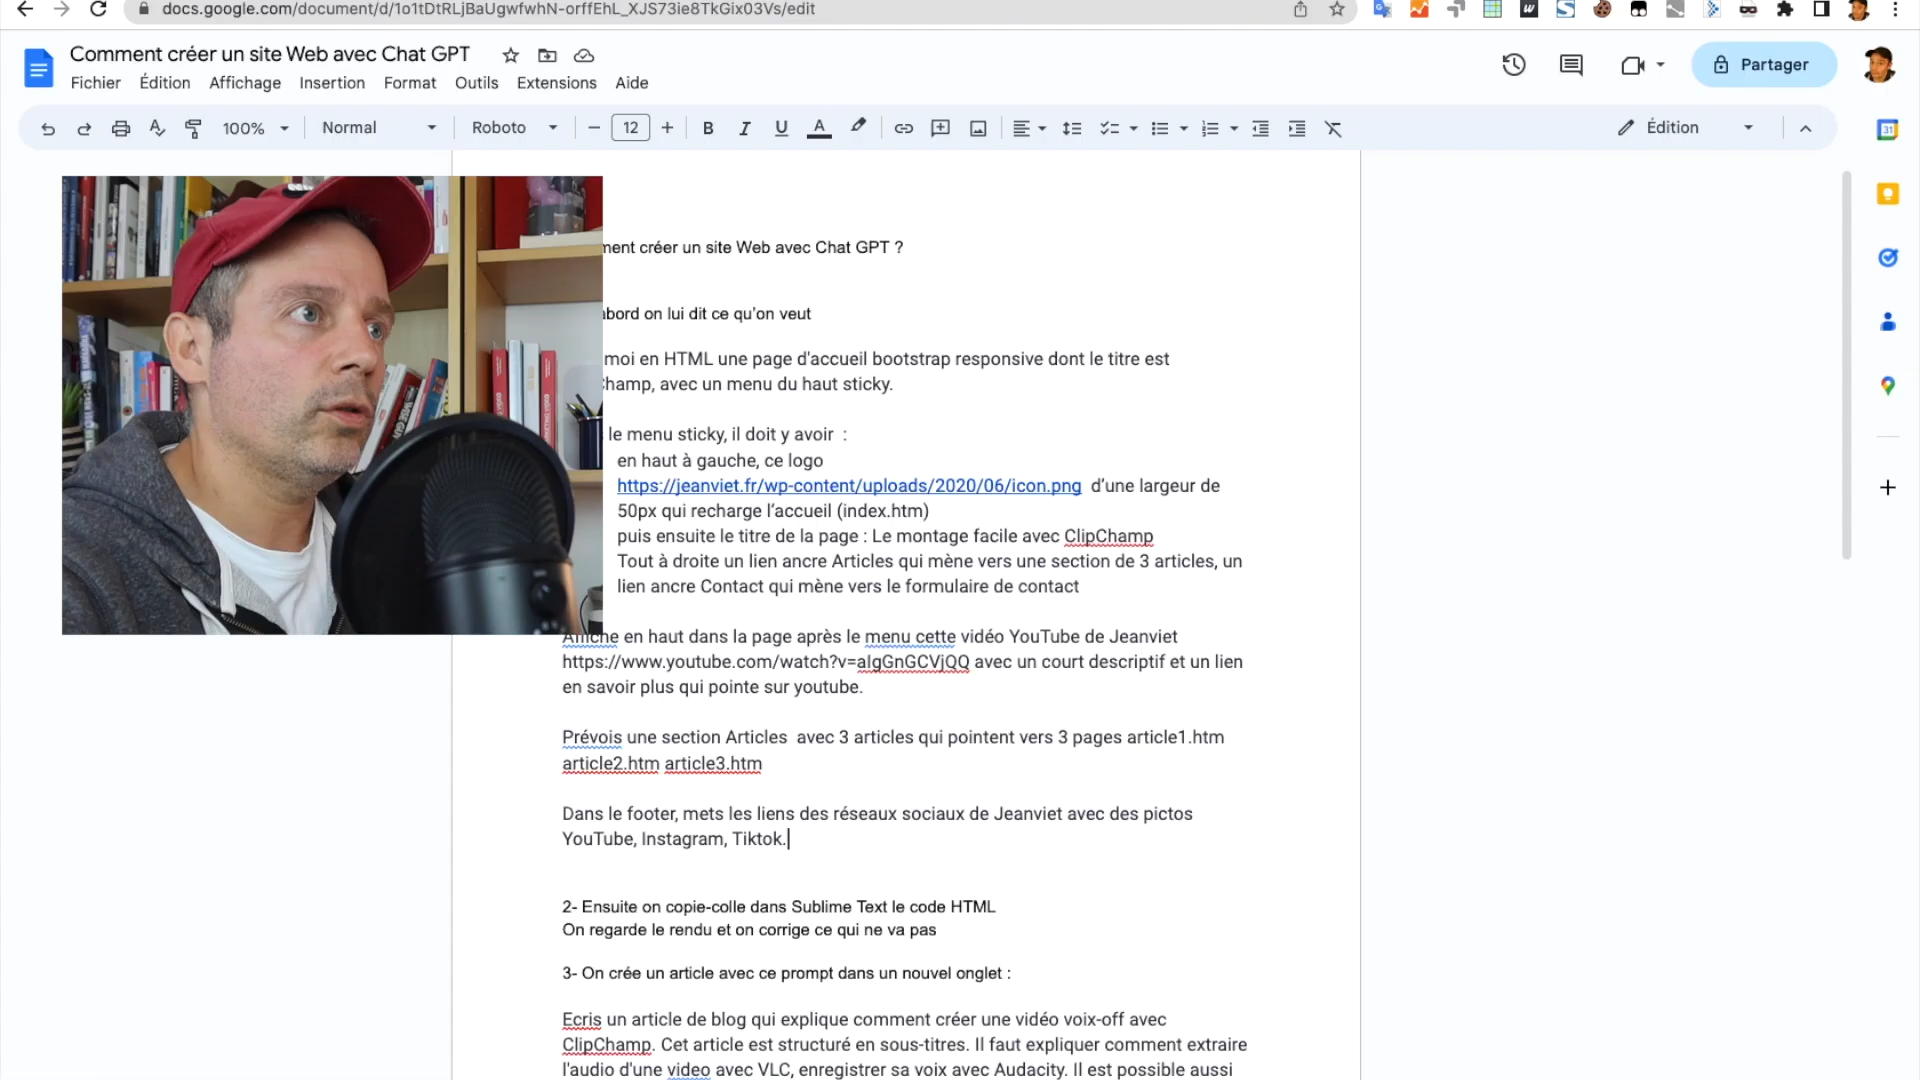 docs.google.com/document/d/1o1tDtRLjBaUgwfwhN-orffEhL_XJS73ie8TkGix03Vs/edit
Comment créer un site Web avec Chat GPT
Partager
Fichier Édition Affichage Insertion Format Outils Extensions Aide
100% Normal Roboto 12 Édition
ment créer un site Web avec Chat GPT ?
abord on lui dit ce qu’on veut
moi en HTML une page d'accueil bootstrap responsive dont le titre est
Champ, avec un menu du haut sticky.
le menu sticky, il doit y avoir :
en haut à gauche, ce logo
https://jeanviet.fr/wp-content/uploads/2020/06/icon.png d’une largeur de
50px qui recharge l’accueil (index.htm)
puis ensuite le titre de la page : Le montage facile avec ClipChamp
Tout à droite un lien ancre Articles qui mène vers une section de 3 articles, un
lien ancre Contact qui mène vers le formulaire de contact
Affiche en haut dans la page après le menu cette vidéo YouTube de Jeanviet
https://www.youtube.com/watch?v=aIgGnGCVjQQ avec un court descriptif et un lien
en savoir plus qui pointe sur youtube.
Prévois une section Articles avec 3 articles qui pointent vers 3 pages article1.htm
article2.htm article3.htm
Dans le footer, mets les liens des réseaux sociaux de Jeanviet avec des pictos
YouTube, Instagram, Tiktok.
2- Ensuite on copie-colle dans Sublime Text le code HTML
On regarde le rendu et on corrige ce qui ne va pas
3- On crée un article avec ce prompt dans un nouvel onglet :
Ecris un article de blog qui explique comment créer une vidéo voix-off avec
ClipChamp. Cet article est structuré en sous-titres. Il faut expliquer comment extraire
l'audio d'une video avec VLC, enregistrer sa voix avec Audacity. Il est possible aussi